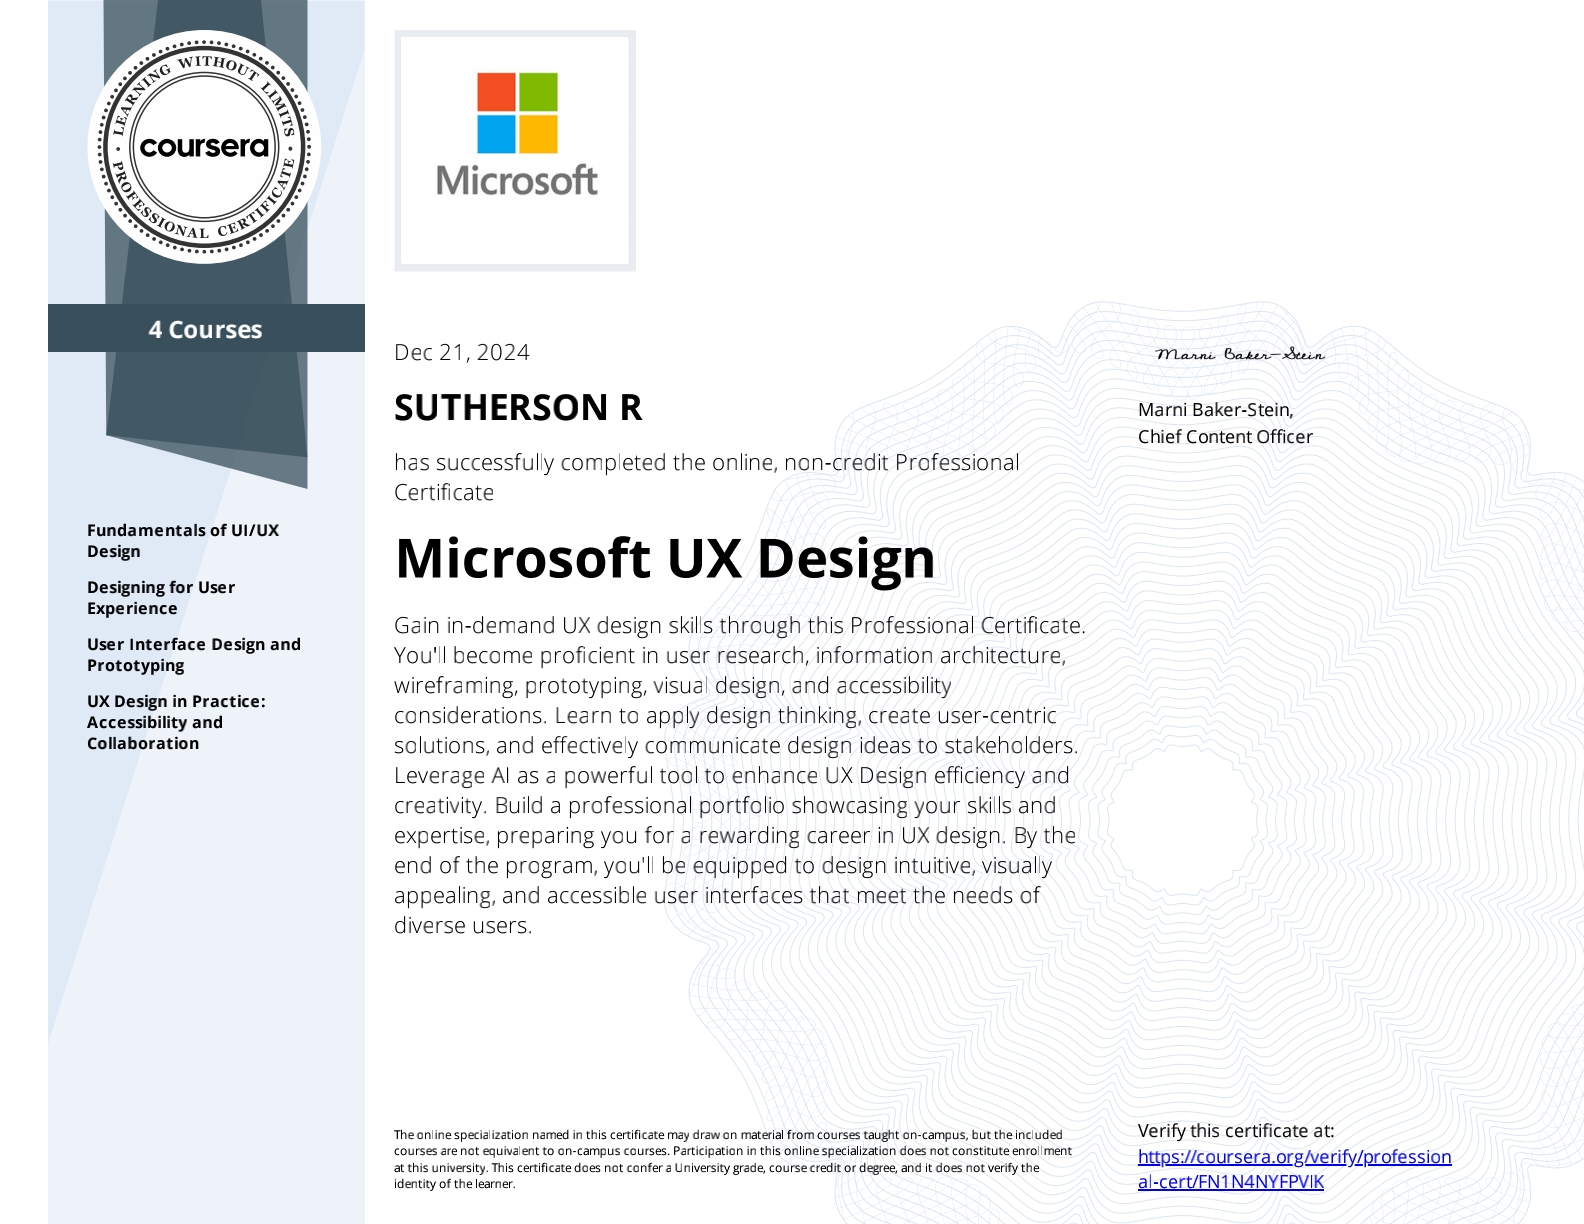 LEARNING WITHOUT LIMITS
coursera
PROFESSIONAL CERTIFICATE
4 Courses
Fundamentals of UI/UX
Design
Designing for User
Experience
User Interface Design and
Prototyping
UX Design in Practice:
Accessibility and
Collaboration
Microsoft
Dec 21, 2024
SUTHERSON R
has successfully completed the online, non-credit Professional
Certificate
Microsoft UX Design
Gain in-demand UX design skills through this Professional Certificate.
You'll become proficient in user research, information architecture,
wireframing, prototyping, visual design, and accessibility
considerations. Learn to apply design thinking, create user-centric
solutions, and effectively communicate design ideas to stakeholders.
Leverage AI as a powerful tool to enhance UX Design efficiency and
creativity. Build a professional portfolio showcasing your skills and
expertise, preparing you for a rewarding career in UX design. By the
end of the program, you'll be equipped to design intuitive, visually
appealing, and accessible user interfaces that meet the needs of
diverse users.
Marni Baker-Stein
Marni Baker-Stein,
Chief Content Officer
The online specialization named in this certificate may draw on material from courses taught on-campus, but the included
courses are not equivalent to on-campus courses. Participation in this online specialization does not constitute enrollment
at this university. This certificate does not confer a University grade, course credit or degree, and it does not verify the
identity of the learner.
Verify this certificate at:
https://coursera.org/verify/profession
al-cert/FN1N4NYFPVIK